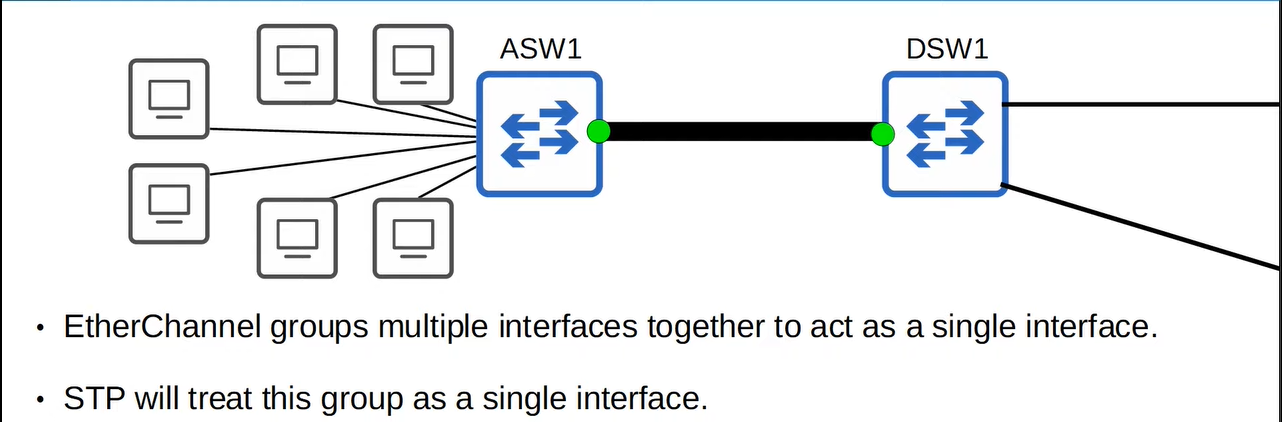 ASW1
DSW1
• EtherChannel groups multiple interfaces together to act as a single interface.
• STP will treat this group as a single interface.